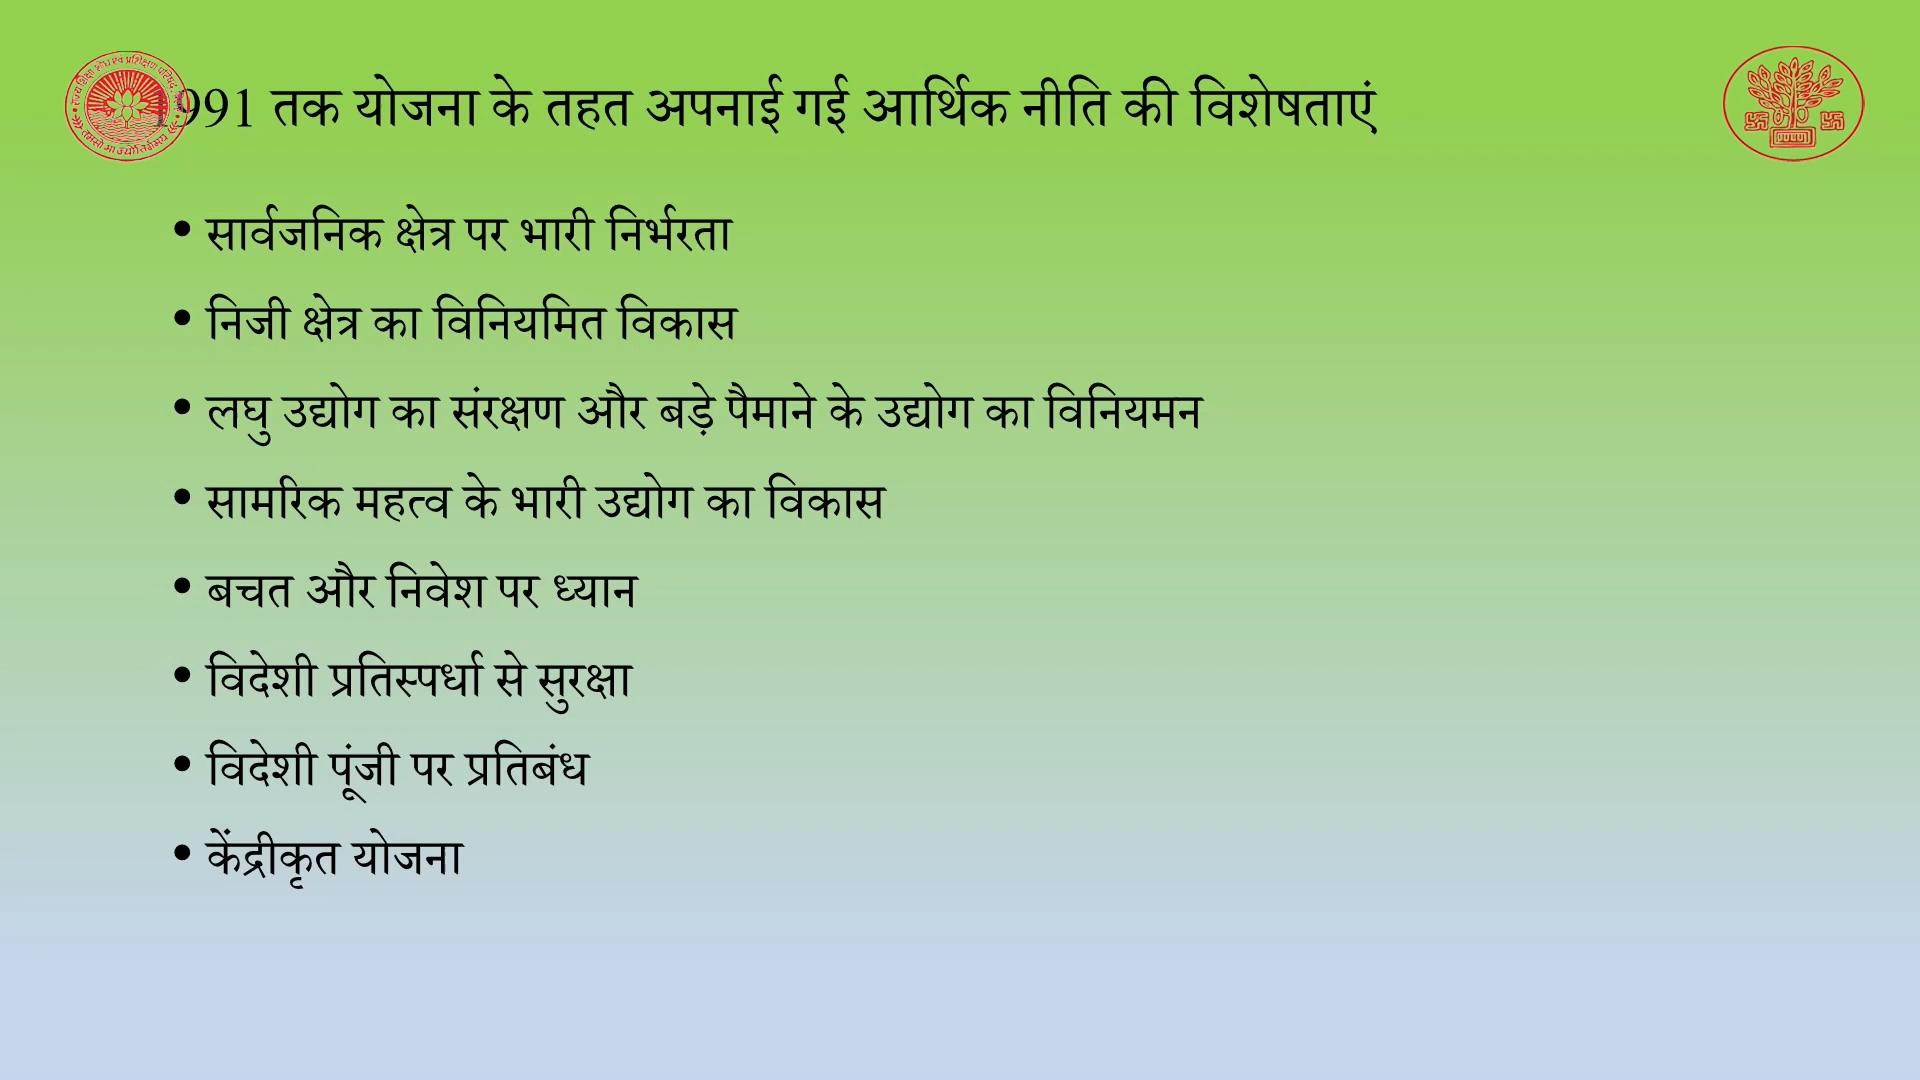 1991 तक योजना के तहत अपनाई गई आर्थिक नीति की विशेषताएं
• सार्वजनिक क्षेत्र पर भारी निर्भरता
• निजी क्षेत्र का विनियमित विकास
• लघु उद्योग का संरक्षण और बड़े पैमाने के उद्योग का विनियमन
• सामरिक महत्व के भारी उद्योग का विकास
• बचत और निवेश पर ध्यान
• विदेशी प्रतिस्पर्धा से सुरक्षा
• विदेशी पूंजी पर प्रतिबंध
• केंद्रीकृत योजना